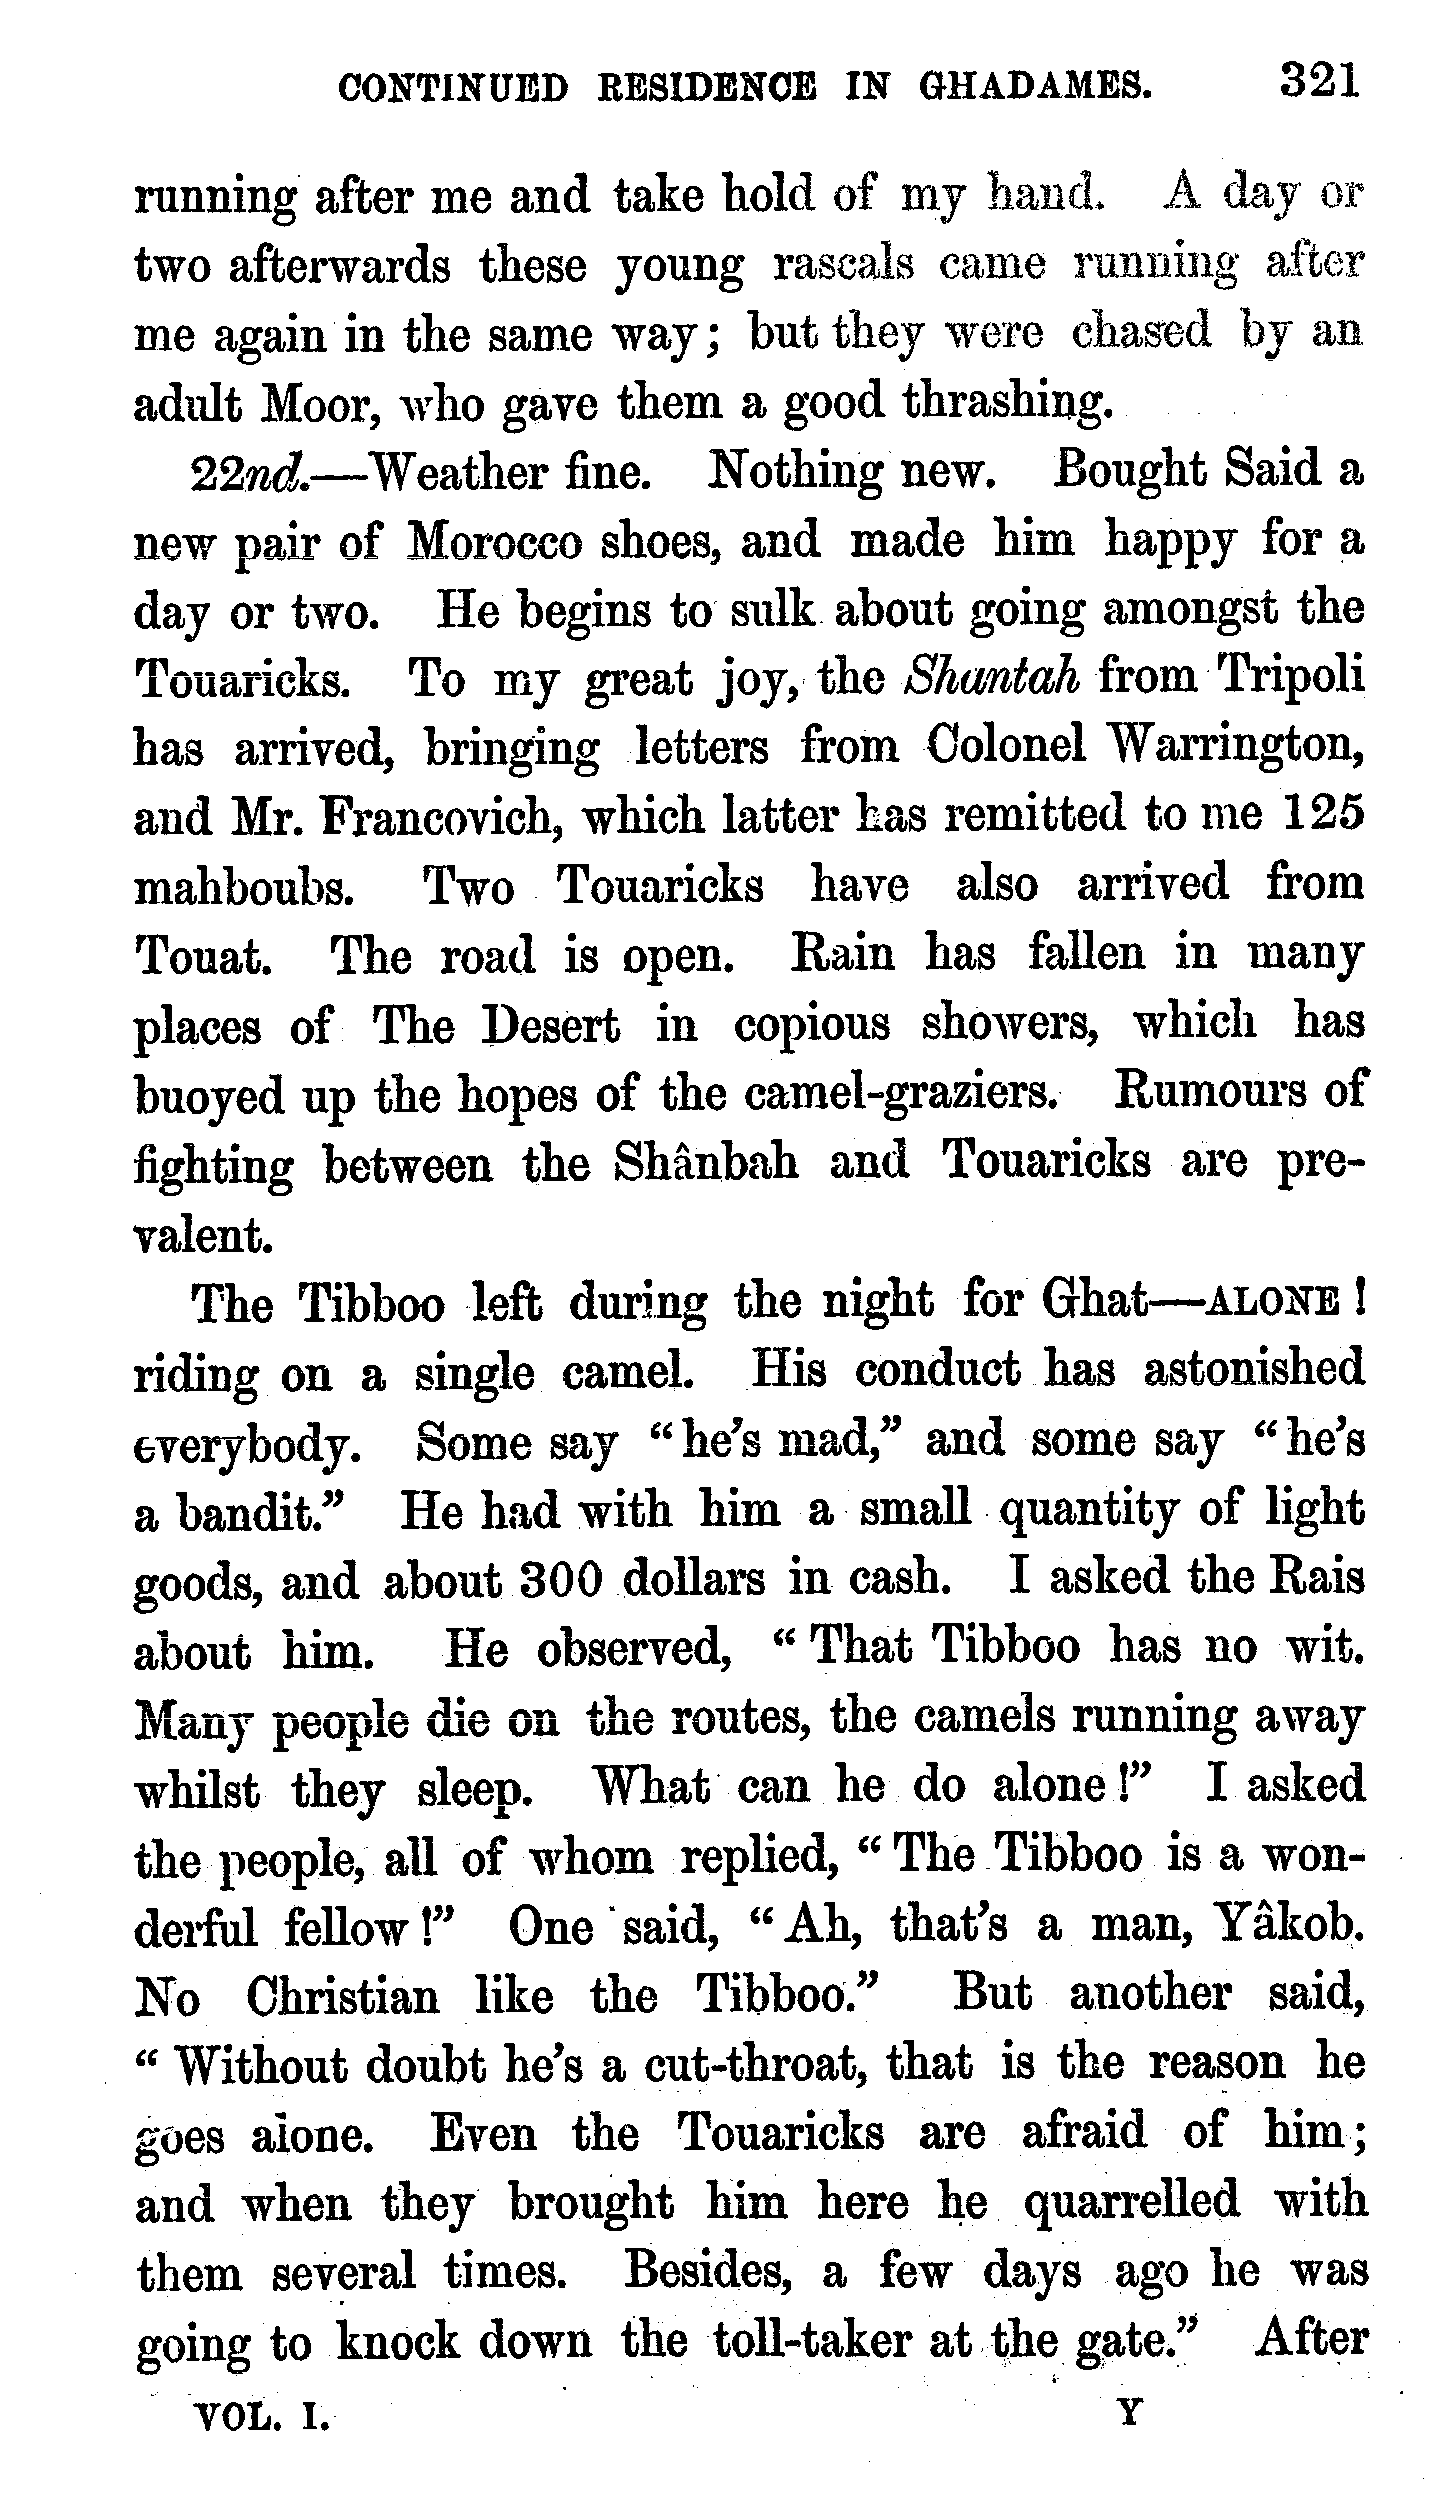 CONTINUED RESIDENCE IN GHADAMES. 321
running after me and take hold of my hand. A day or
two afterwards these young rascals came running after
me again in the same way; but they were chased by an
adult Moor, who gave them a good thrashing.
22nd.—Weather fine. Nothing new. Bought Said a
new pair of Morocco shoes, and made him happy for a
day or two. He begins to sulk about going amongst the
Touaricks. To my great joy, the Shantah from Tripoli
has arrived, bringing letters from Colonel Warrington,
and Mr. Francovich, which latter has remitted to me 125
mahboubs. Two Touaricks have also arrived from
Touat. The road is open. Rain has fallen in many
places of The Desert in copious showers, which has
buoyed up the hopes of the camel-graziers. Rumours of
fighting between the Shânbah and Touaricks are pre-
valent.
The Tibboo left during the night for Ghat—ALONE!
riding on a single camel. His conduct has astonished
everybody. Some say "he's mad," and some say "he's
a bandit." He had with him a small quantity of light
goods, and about 300 dollars in cash. I asked the Rais
about him. He observed, "That Tibboo has no wit.
Many people die on the routes, the camels running away
whilst they sleep. What can he do alone!" I asked
the people, all of whom replied, "The Tibboo is a won-
derful fellow!" One said, "Ah, that's a man, Yâkob.
No Christian like the Tibboo." But another said,
"Without doubt he's a cut-throat, that is the reason he
goes alone. Even the Touaricks are afraid of him;
and when they brought him here he quarrelled with
them several times. Besides, a few days ago he was
going to knock down the toll-taker at the gate." After
VOL. I. Y